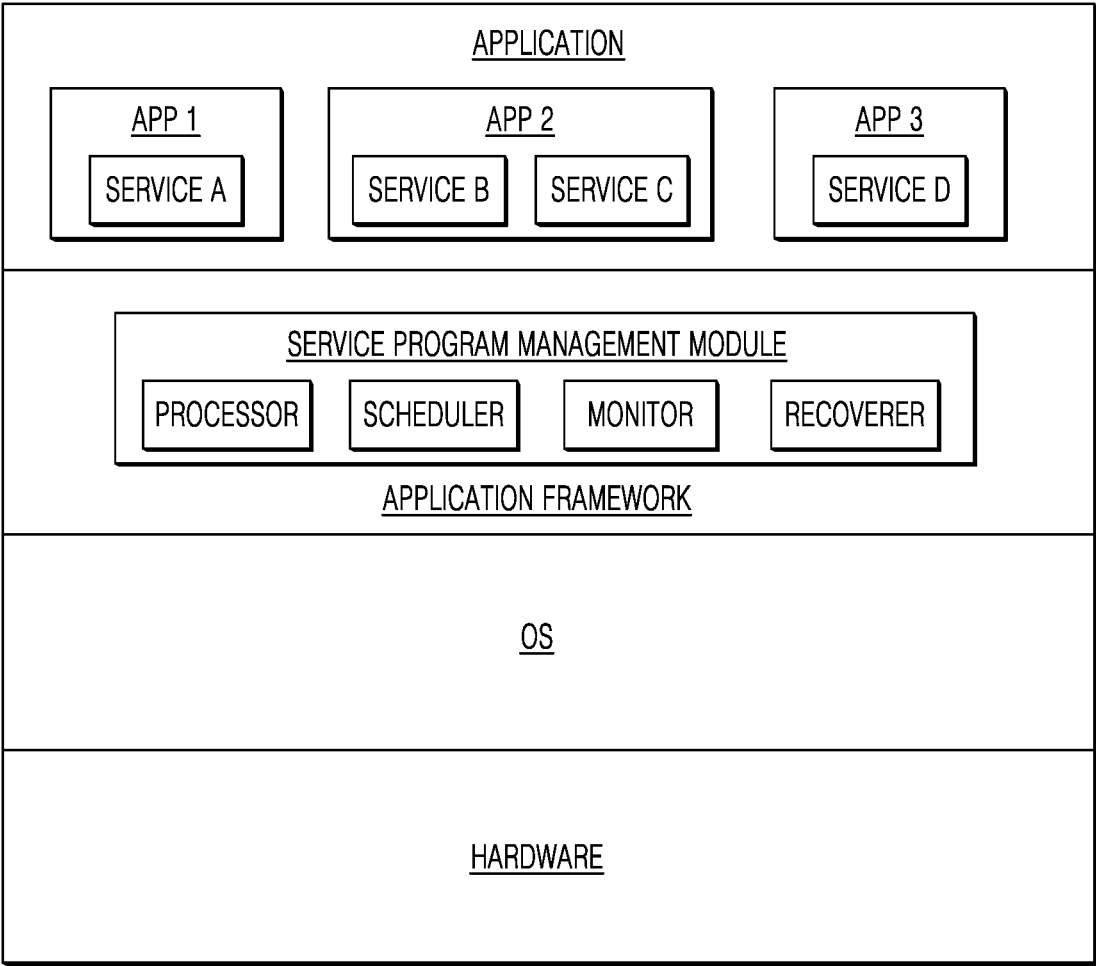 APPLICATION
APP 1
SERVICE A
APP 2
SERVICE B
SERVICE C
APP 3
SERVICE D
SERVICE PROGRAM MANAGEMENT MODULE
PROCESSOR
SCHEDULER
MONITOR
RECOVERER
APPLICATION FRAMEWORK
OS
HARDWARE